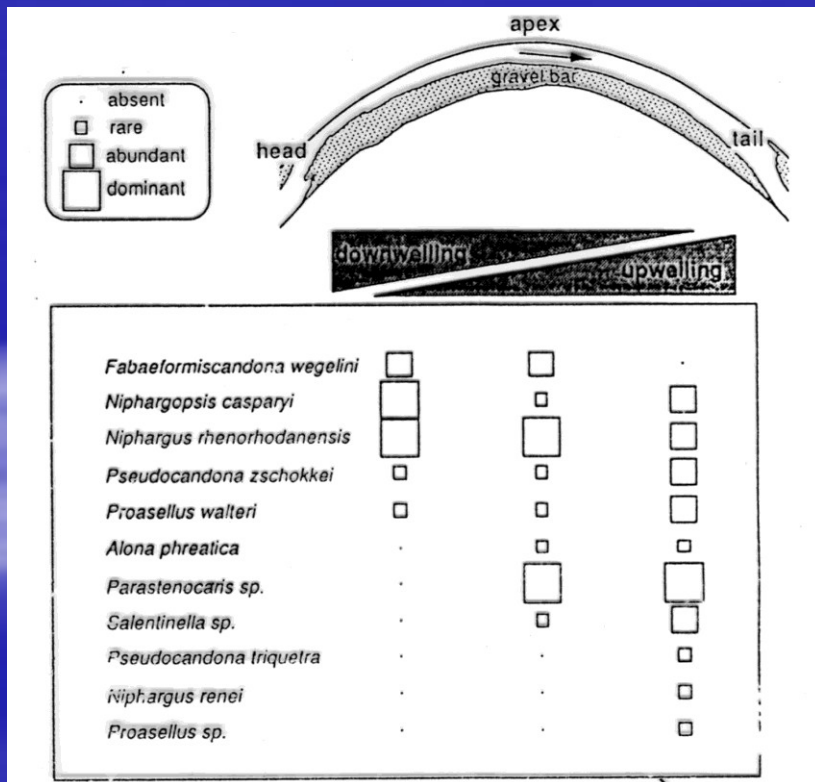 apex
gravel bar
head
tail
absent
rare
abundant
dominant
downwelling
upwelling
Fabaeformiscandona wegelini
Niphargopsis casparyi
Niphargus rhenorhodanensis
Pseudocandona zschokkei
Proasellus walteri
Alona phreatica
Parastenocaris sp.
Salentinella sp.
Pseudocandona triquetra
Niphargus renei
Proasellus sp.